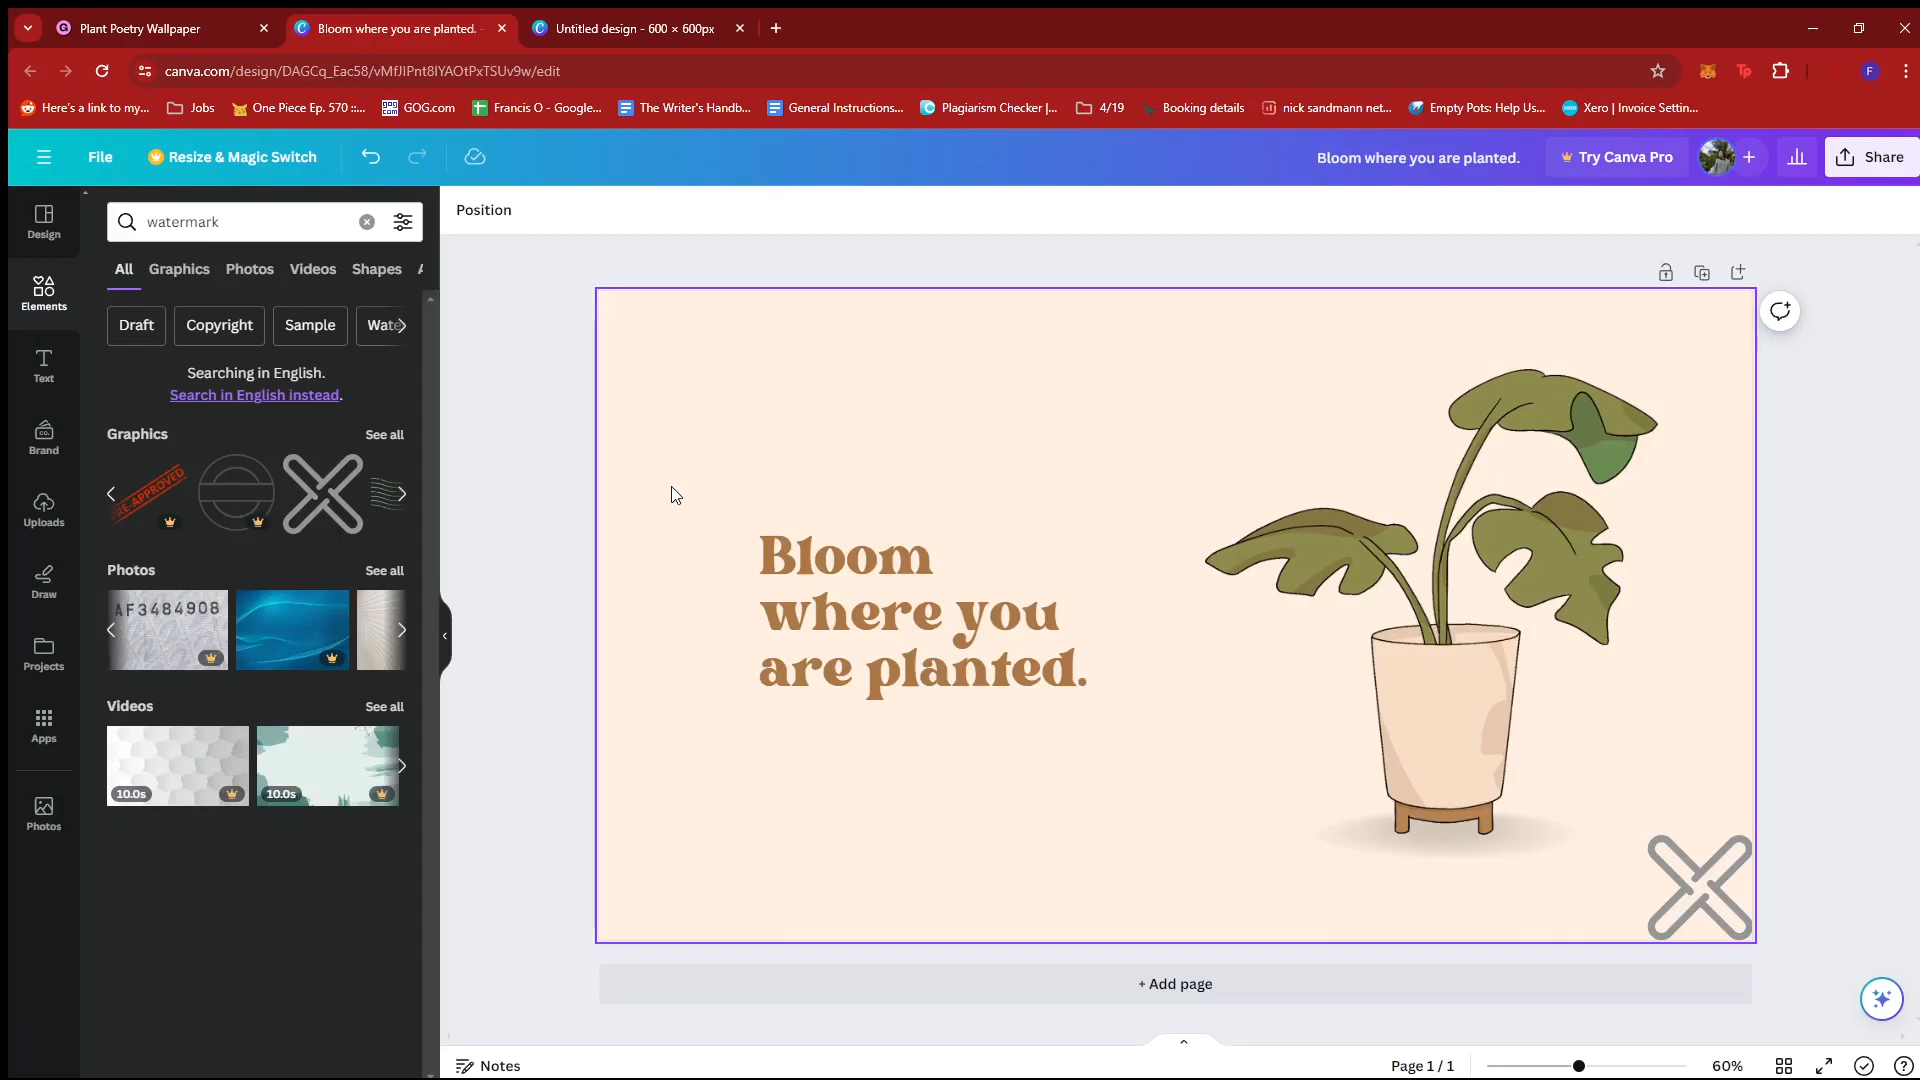 Plant Poetry Wallpaper
Bloom where you are planted. -
Untitled design - 600 × 600px
canva.com/design/DAGCq_Eac58/vMfJIPnt8IYAOtPxTSUv9w/edit
Tp
F
Here's a link to my...
Jobs
One Piece Ep. 570 ::...
GOG.com
Francis O - Google...
The Writer's Handb...
General Instructions...
Plagiarism Checker |...
4/19
Booking details
nick sandmann net...
Empty Pots: Help Us...
Xero | Invoice Settin...
File
Resize & Magic Switch
Bloom where you are planted.
Try Canva Pro
Share
Design
Elements
Text
Brand
Uploads
Draw
Projects
Apps
Photos
watermark
All
Graphics
Photos
Videos
Shapes
Draft
Copyright
Sample
Wate
Searching in English.
Search in English instead.
Graphics
See all
RE-APPROVED
Photos
See all
AF3484908
Videos
See all
10.0s
10.0s
Position
Bloom
where you
are planted.
+ Add page
Notes
Page 1 / 1
60%